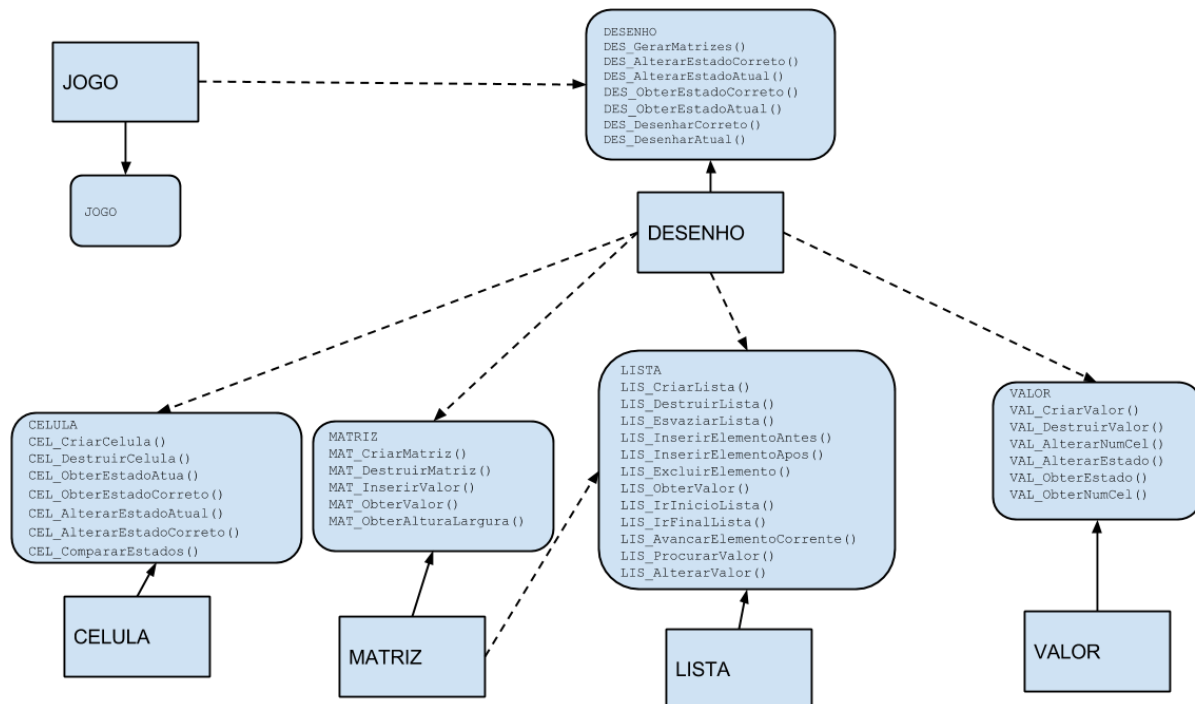 JOGO
JOGO
DESENHO
DES_GerarMatrizes()
DES_AlterarEstadoCorreto()
DES_AlterarEstadoAtual()
DES_ObterEstadoCorreto()
DES_ObterEstadoAtual()
DES_DesenharCorreto()
DES_DesenharAtual()
DESENHO
CELULA
CEL_CriarCelula()
CEL_DestruirCelula()
CEL_ObterEstadoAtua()
CEL_ObterEstadoCorreto()
CEL_AlterarEstadoAtual()
CEL_AlterarEstadoCorreto()
CEL_CompararEstados()
CELULA
MATRIZ
MAT_CriarMatriz()
MAT_DestruirMatriz()
MAT_InserirValor()
MAT_ObterValor()
MAT_ObterAlturaLargura()
MATRIZ
LISTA
LIS_CriarLista()
LIS_DestruirLista()
LIS_EsvaziarLista()
LIS_InserirElementoAntes()
LIS_InserirElementoApos()
LIS_ExcluirElemento()
LIS_ObterValor()
LIS_IrInicioLista()
LIS_IrFinalLista()
LIS_AvancarElementoCorrente()
LIS_ProcurarValor()
LIS_AlterarValor()
LISTA
VALOR
VAL_CriarValor()
VAL_DestruirValor()
VAL_AlterarNumCel()
VAL_AlterarEstado()
VAL_ObterEstado()
VAL_ObterNumCel()
VALOR